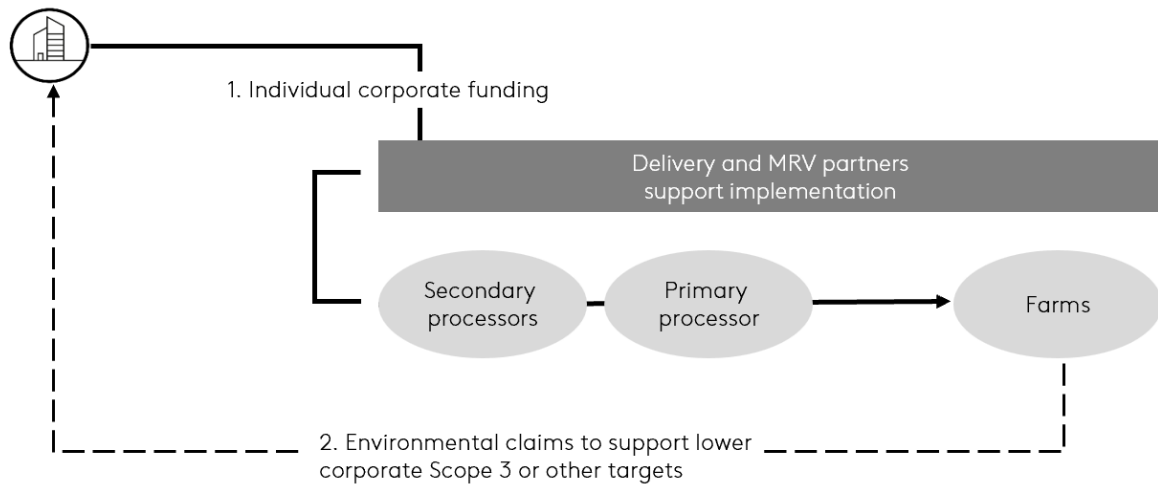 1. Individual corporate funding
Delivery and MRV partners
support implementation
Secondary
processors
Primary
processor
Farms
2. Environmental claims to support lower
corporate Scope 3 or other targets